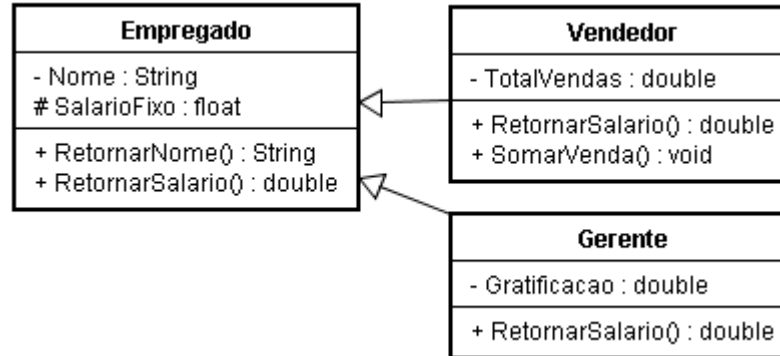 Empregado
- Nome : String
# SalarioFixo : float
+ RetornarNome() : String
+ RetornarSalario() : double
Vendedor
- TotalVendas : double
+ RetornarSalario() : double
+ SomarVenda() : void
Gerente
- Gratificacao : double
+ RetornarSalario() : double